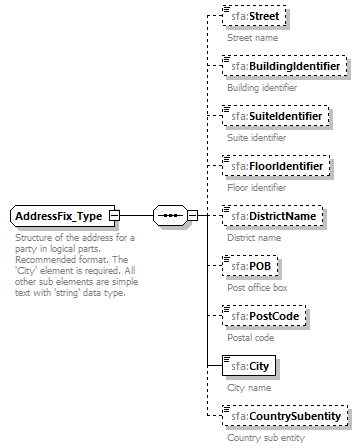 sfa:Street
Street name
sfa:BuildingIdentifier
Building identifier
sfa:SuiteIdentifier
Suite identifier
sfa:FloorIdentifier
Floor identifier
AddressFix_Type
Structure of the address for a
party in logical parts.
Recommended format. The
'City' element is required. All
other sub elements are simple
text with 'string' data type.
sfa:DistrictName
District name
sfa:POB
Post office box
sfa:PostCode
Postal code
sfa:City
City name
sfa:CountrySubentity
Country sub entity